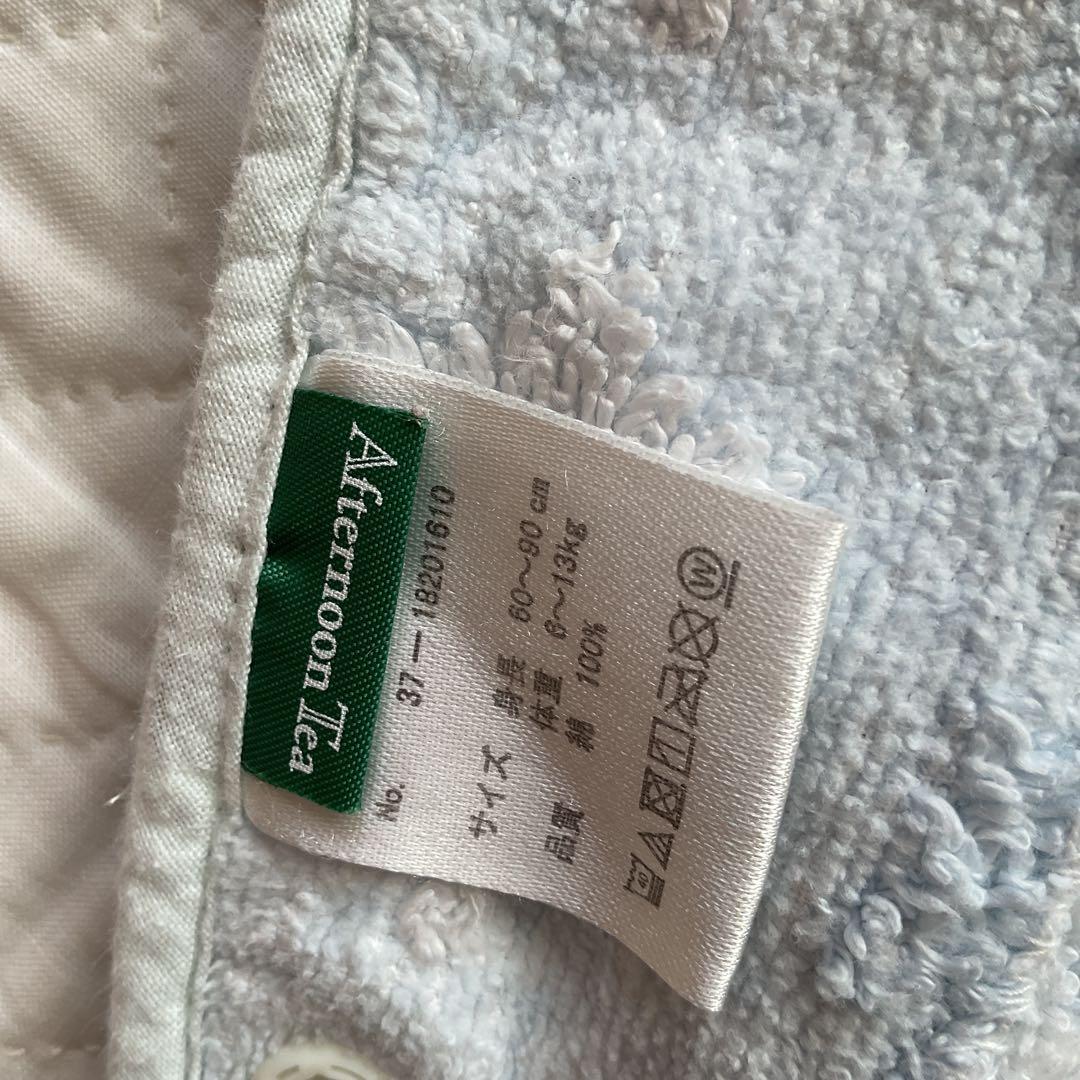 Afternoon Tea
No. 37—18201610
サイズ 身長 60～90 cm
体重 6～13kg
品質 綿 100%
40
W